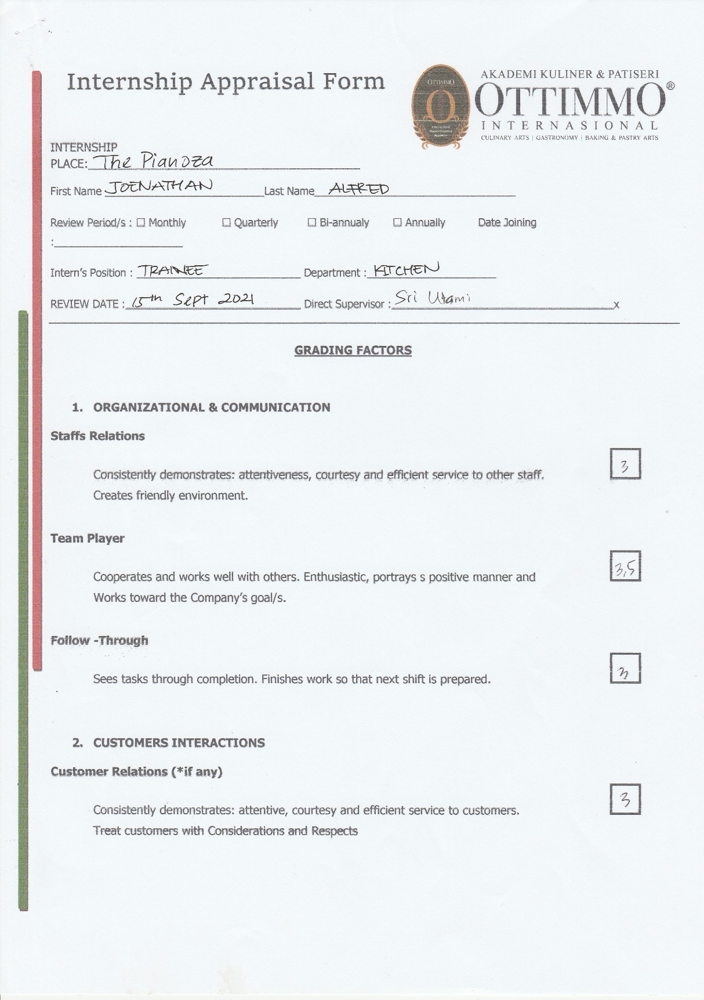 Internship Appraisal Form
AKADEMI KULINER & PATISERI
OTTIMMO®
INTERNASIONAL
CULINARY ARTS | GASTRONOMY | BAKING & PASTRY ARTS
OTTIMMO
INTERNSHIP
PLACE: The Pianoza
First Name JOENATHAN Last Name ALFRED
Review Period/s : ☐ Monthly ☐ Quarterly ☐ Bi-annualy ☐ Annually Date Joining
:
Intern's Position : TRAINEE Department : KITCHEN
REVIEW DATE : 15th Sept 2021 Direct Supervisor : Sri Utami x
GRADING FACTORS
1. ORGANIZATIONAL & COMMUNICATION
Staffs Relations
3
Consistently demonstrates: attentiveness, courtesy and efficient service to other staff.
Creates friendly environment.
Team Player
3,5
Cooperates and works well with others. Enthusiastic, portrays s positive manner and
Works toward the Company's goal/s.
Follow -Through
3
Sees tasks through completion. Finishes work so that next shift is prepared.
2. CUSTOMERS INTERACTIONS
Customer Relations (*if any)
3
Consistently demonstrates: attentive, courtesy and efficient service to customers.
Treat customers with Considerations and Respects